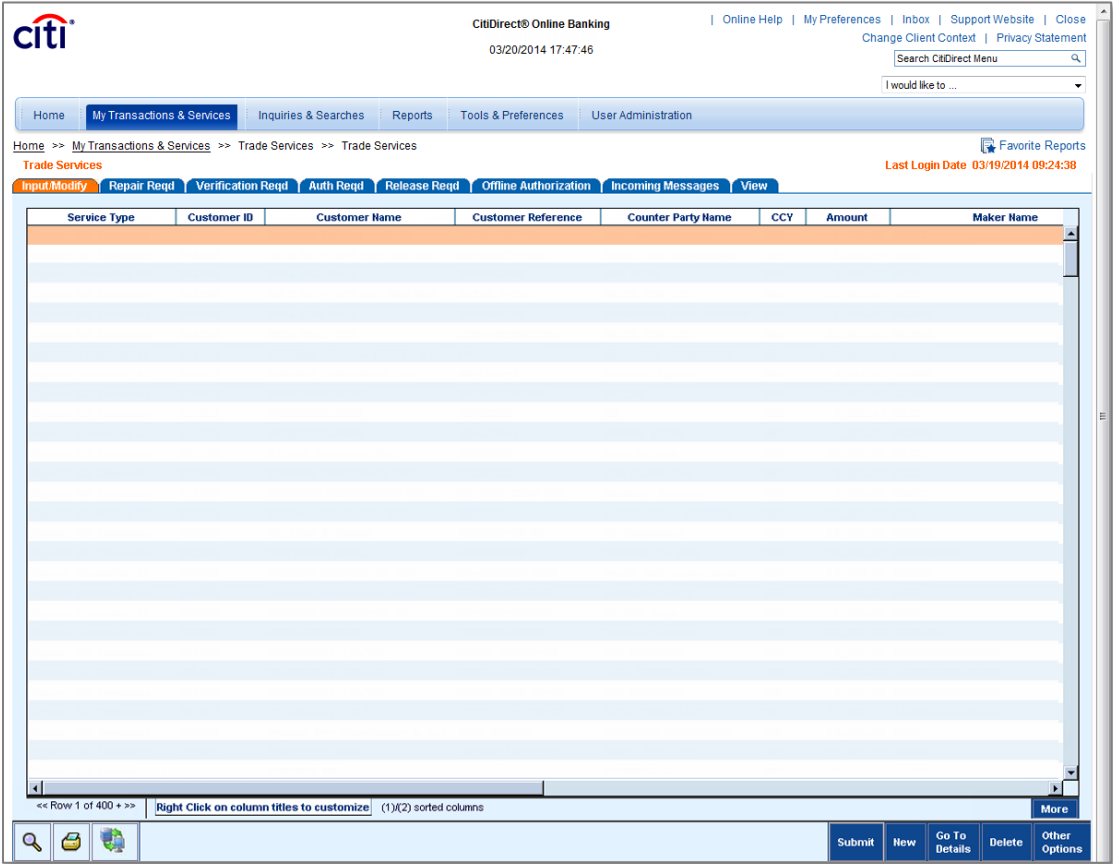 citi
CitiDirect® Online Banking
03/20/2014 17:47:46
| Online Help | My Preferences | Inbox | Support Website | Close
Change Client Context | Privacy Statement
Search CitiDirect Menu
I would like to ...
Home My Transactions & Services Inquiries & Searches Reports Tools & Preferences User Administration
Home >> My Transactions & Services >> Trade Services >> Trade Services
Favorite Reports
Trade Services
Last Login Date 03/19/2014 09:24:38
Input/Modify Repair Reqd Verification Reqd Auth Reqd Release Reqd Offline Authorization Incoming Messages View
Service Type Customer ID Customer Name Customer Reference Counter Party Name CCY Amount Maker Name
<< Row 1 of 400 + >> Right Click on column titles to customize (1)/(2) sorted columns
More
Submit New Go To Details Delete Other Options